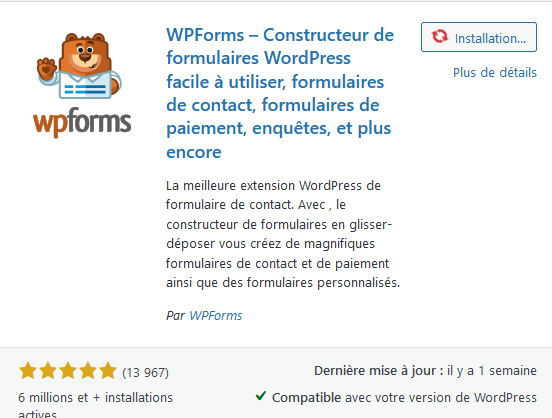 WPForms – Constructeur de
formulaires WordPress
facile à utiliser, formulaires
de contact, formulaires de
paiement, enquêtes, et plus
encore
Installation...
Plus de détails
wpforms
La meilleure extension WordPress de
formulaire de contact. Avec , le
constructeur de formulaires en glisser-
déposer vous créez de magnifiques
formulaires de contact et de paiement
ainsi que des formulaires personnalisés.
Par WPForms
(13 967)
Dernière mise à jour : il y a 1 semaine
6 millions et + installations
actives
Compatible avec votre version de WordPress